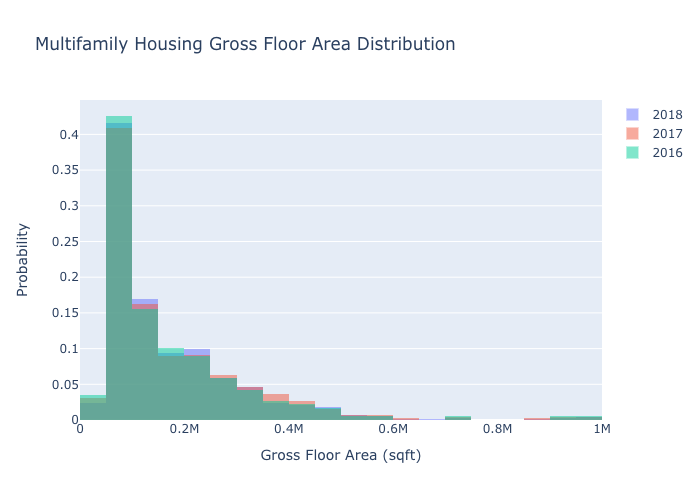 Multifamily Housing Gross Floor Area Distribution
2018
2017
2016
0.4
0.35
0.3
0.25
0.2
0.15
0.1
0.05
0
Probability
0
0.2M
0.4M
0.6M
0.8M
1M
Gross Floor Area (sqft)